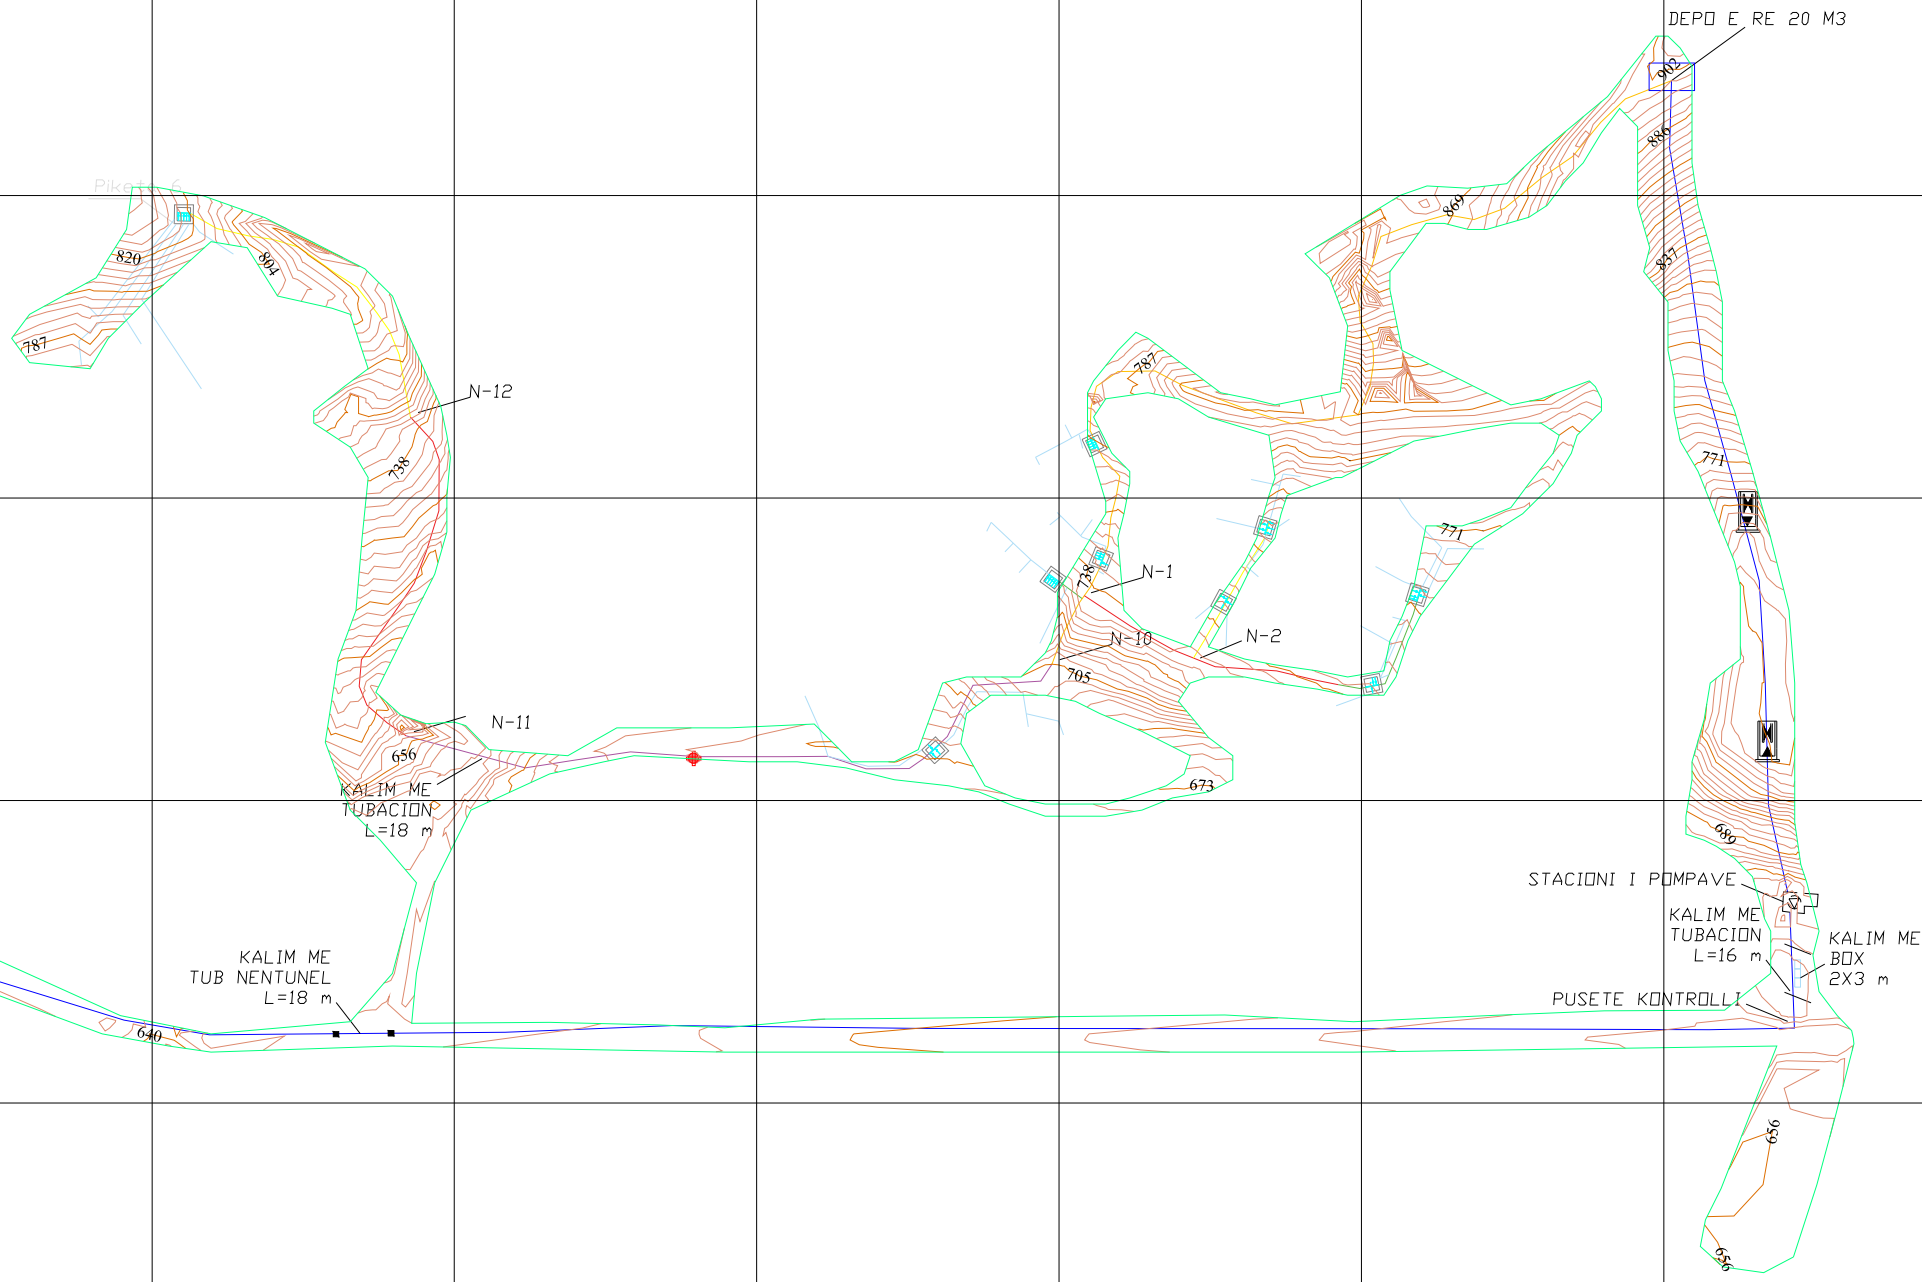 DEPO E RE 20 M3
902
886
Piketa 6
869
820
804
837
787
787
N-12
738
771
771
738
N-1
N-10
N-2
705
N-11
656
673
KALIM ME
TUBACION
L=18 m
689
STACIONI I POMPAVE
KALIM ME
TUBACION
L=16 m
KALIM ME
BOX
2X3 m
KALIM ME
TUB NENTUNEL
L=18 m
PUSETE KONTROLLI
640
656
656